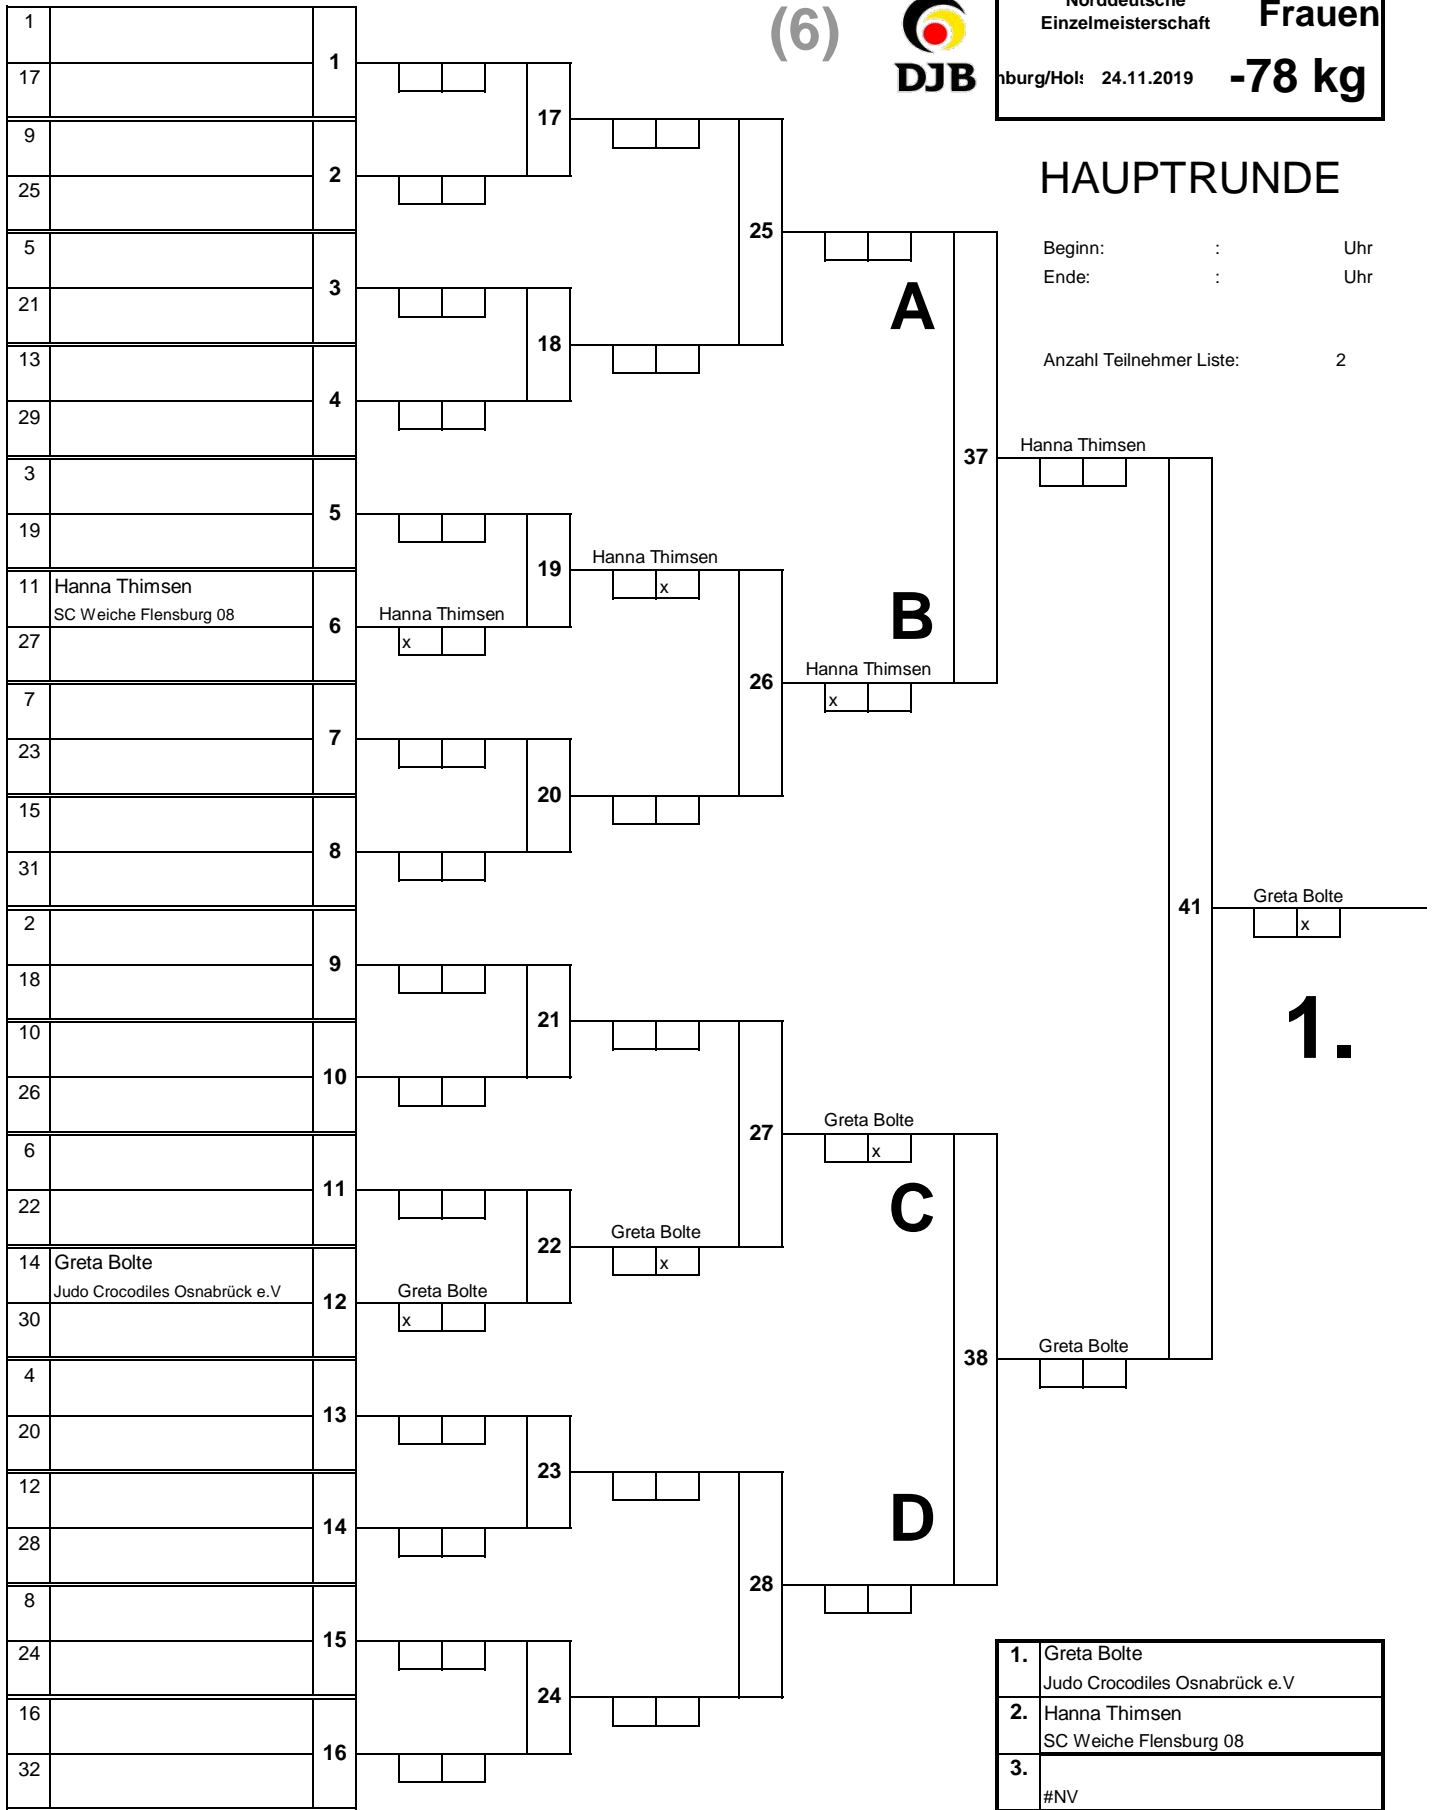 (6)
DJB
Norddeutsche
Einzelmeisterschaft
Frauen
24.11.2019
-78 kg
HAUPTRUNDE
Beginn: : Uhr
Ende: : Uhr
Anzahl Teilnehmer Liste: 2
1
1
17
17
9
2
25
25
5
3
21
A
18
13
4
29
37
Hanna Thimsen
3
5
19
19
Hanna Thimsen
x
11 Hanna Thimsen
SC Weiche Flensburg 08
6
Hanna Thimsen
x
27
B
26
Hanna Thimsen
x
7
7
23
20
15
8
31
41
Greta Bolte
x
1.
2
9
18
21
10
10
26
27
Greta Bolte
x
C
6
11
22
22
Greta Bolte
x
14 Greta Bolte
Judo Crocodiles Osnabrück e.V
12
Greta Bolte
x
30
38
Greta Bolte
4
13
20
23
12
14
28
D
28
8
15
24
24
16
16
32
1. Greta Bolte
Judo Crocodiles Osnabrück e.V
2. Hanna Thimsen
SC Weiche Flensburg 08
3.
#NV